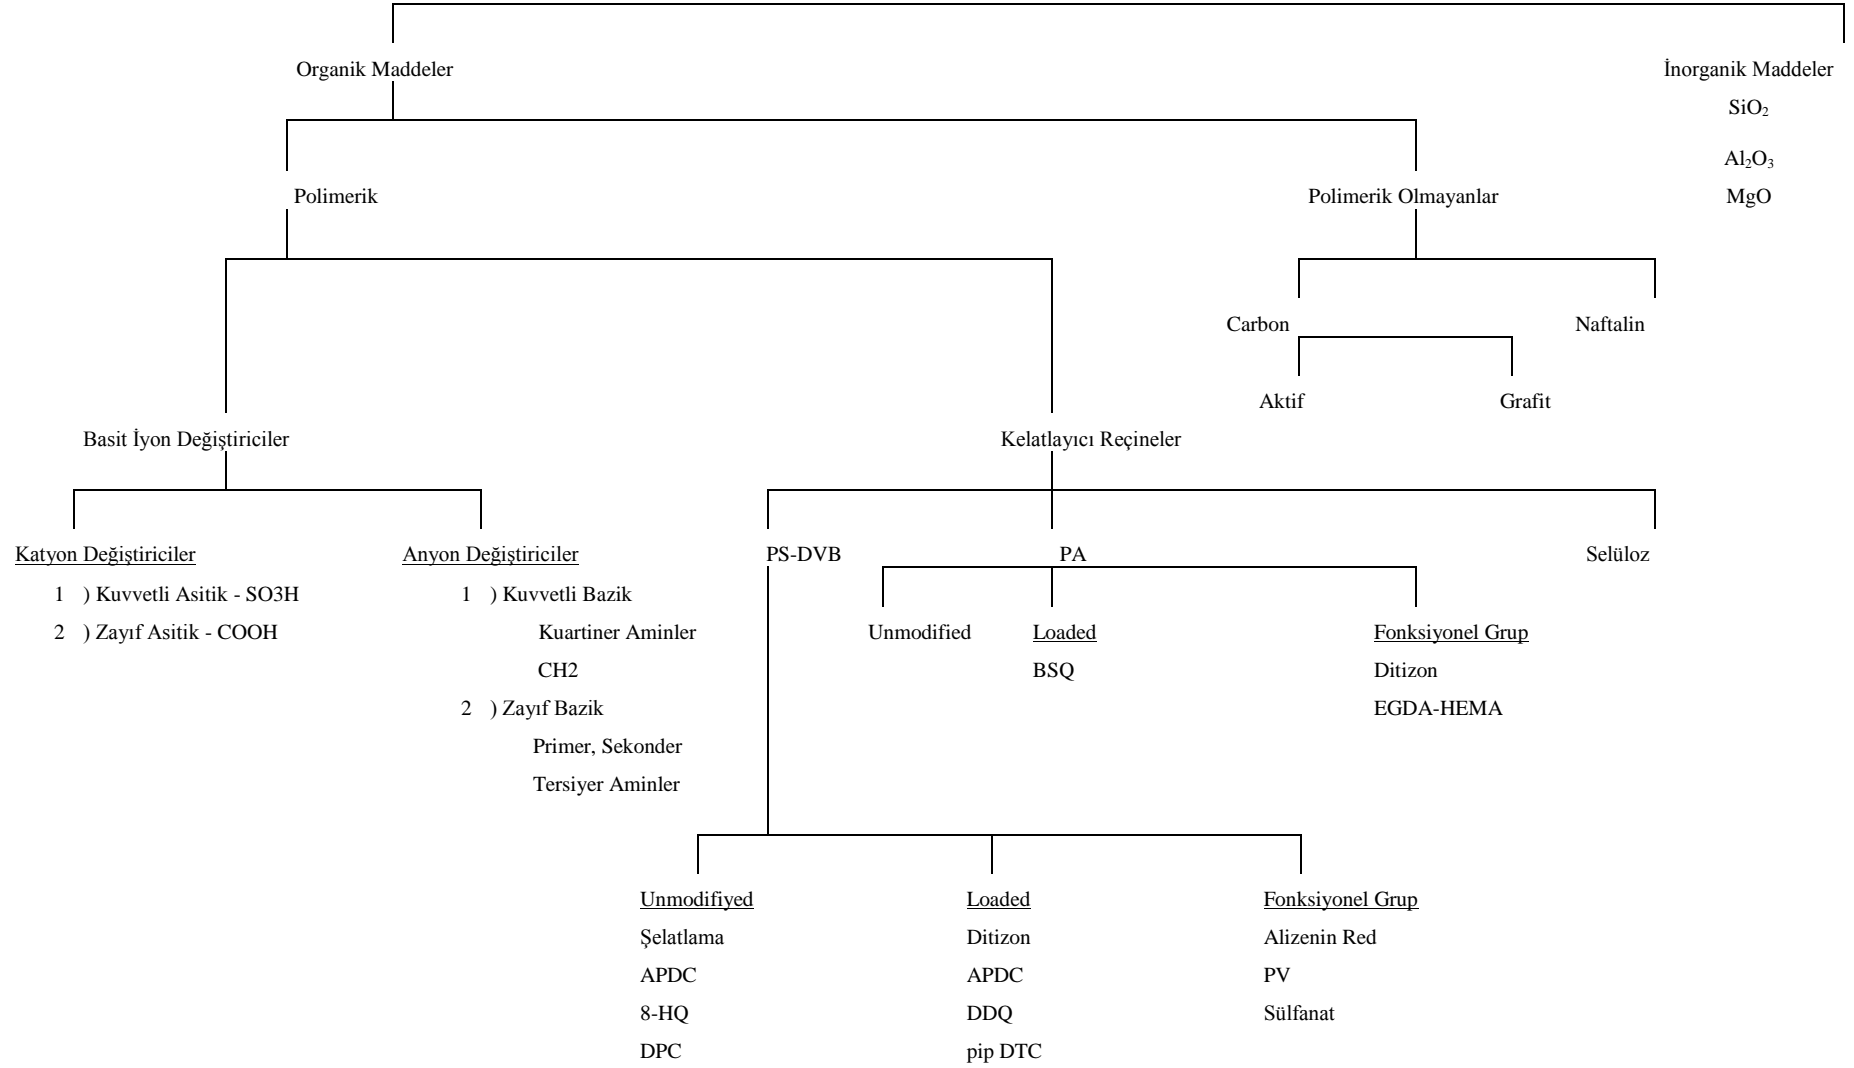 Organik Maddeler
İnorganik Maddeler
SiO₂
Al₂O₃
MgO
Polimerik
Polimerik Olmayanlar
Carbon
Naftalin
Aktif
Grafit
Basit İyon Değiştiriciler
Kelatlayıcı Reçineler
Katyon Değiştiriciler
1 ) Kuvvetli Asitik - SO3H
2 ) Zayıf Asitik - COOH
Anyon Değiştiriciler
1 ) Kuvvetli Bazik
Kuartiner Aminler
CH2
2 ) Zayıf Bazik
Primer, Sekonder
Tersiyer Aminler
PS-DVB
PA
Selüloz
Unmodified
Loaded
BSQ
Fonksiyonel Grup
Ditizon
EGDA-HEMA
Unmodifiyed
Şelatlama
APDC
8-HQ
DPC
Loaded
Ditizon
APDC
DDQ
pip DTC
Fonksiyonel Grup
Alizenin Red
PV
Sülfanat